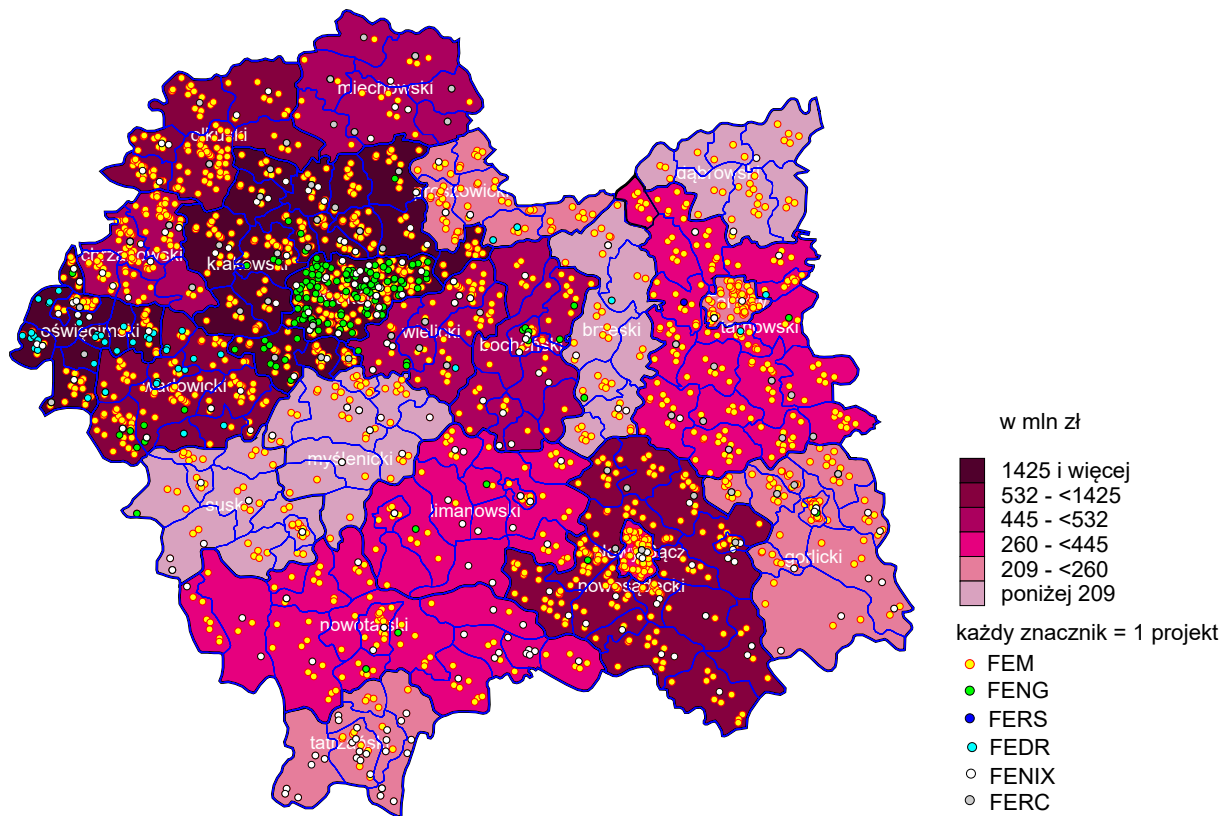 miechowski
olkuski
dąbrowski
proszowicki
chrzanowski
krakowski
oświęcimski
wielicki
bocheński
brzeski
tarnowski
wadowicki
myślenicki
suski
limanowski
Nowy Sącz
nowosądecki
gorlicki
nowotarski
tatrzański
w mln zł
1425 i więcej
532 - <1425
445 - <532
260 - <445
209 - <260
poniżej 209
każdy znacznik = 1 projekt
FEM
FENG
FERS
FEDR
FENIX
FERC